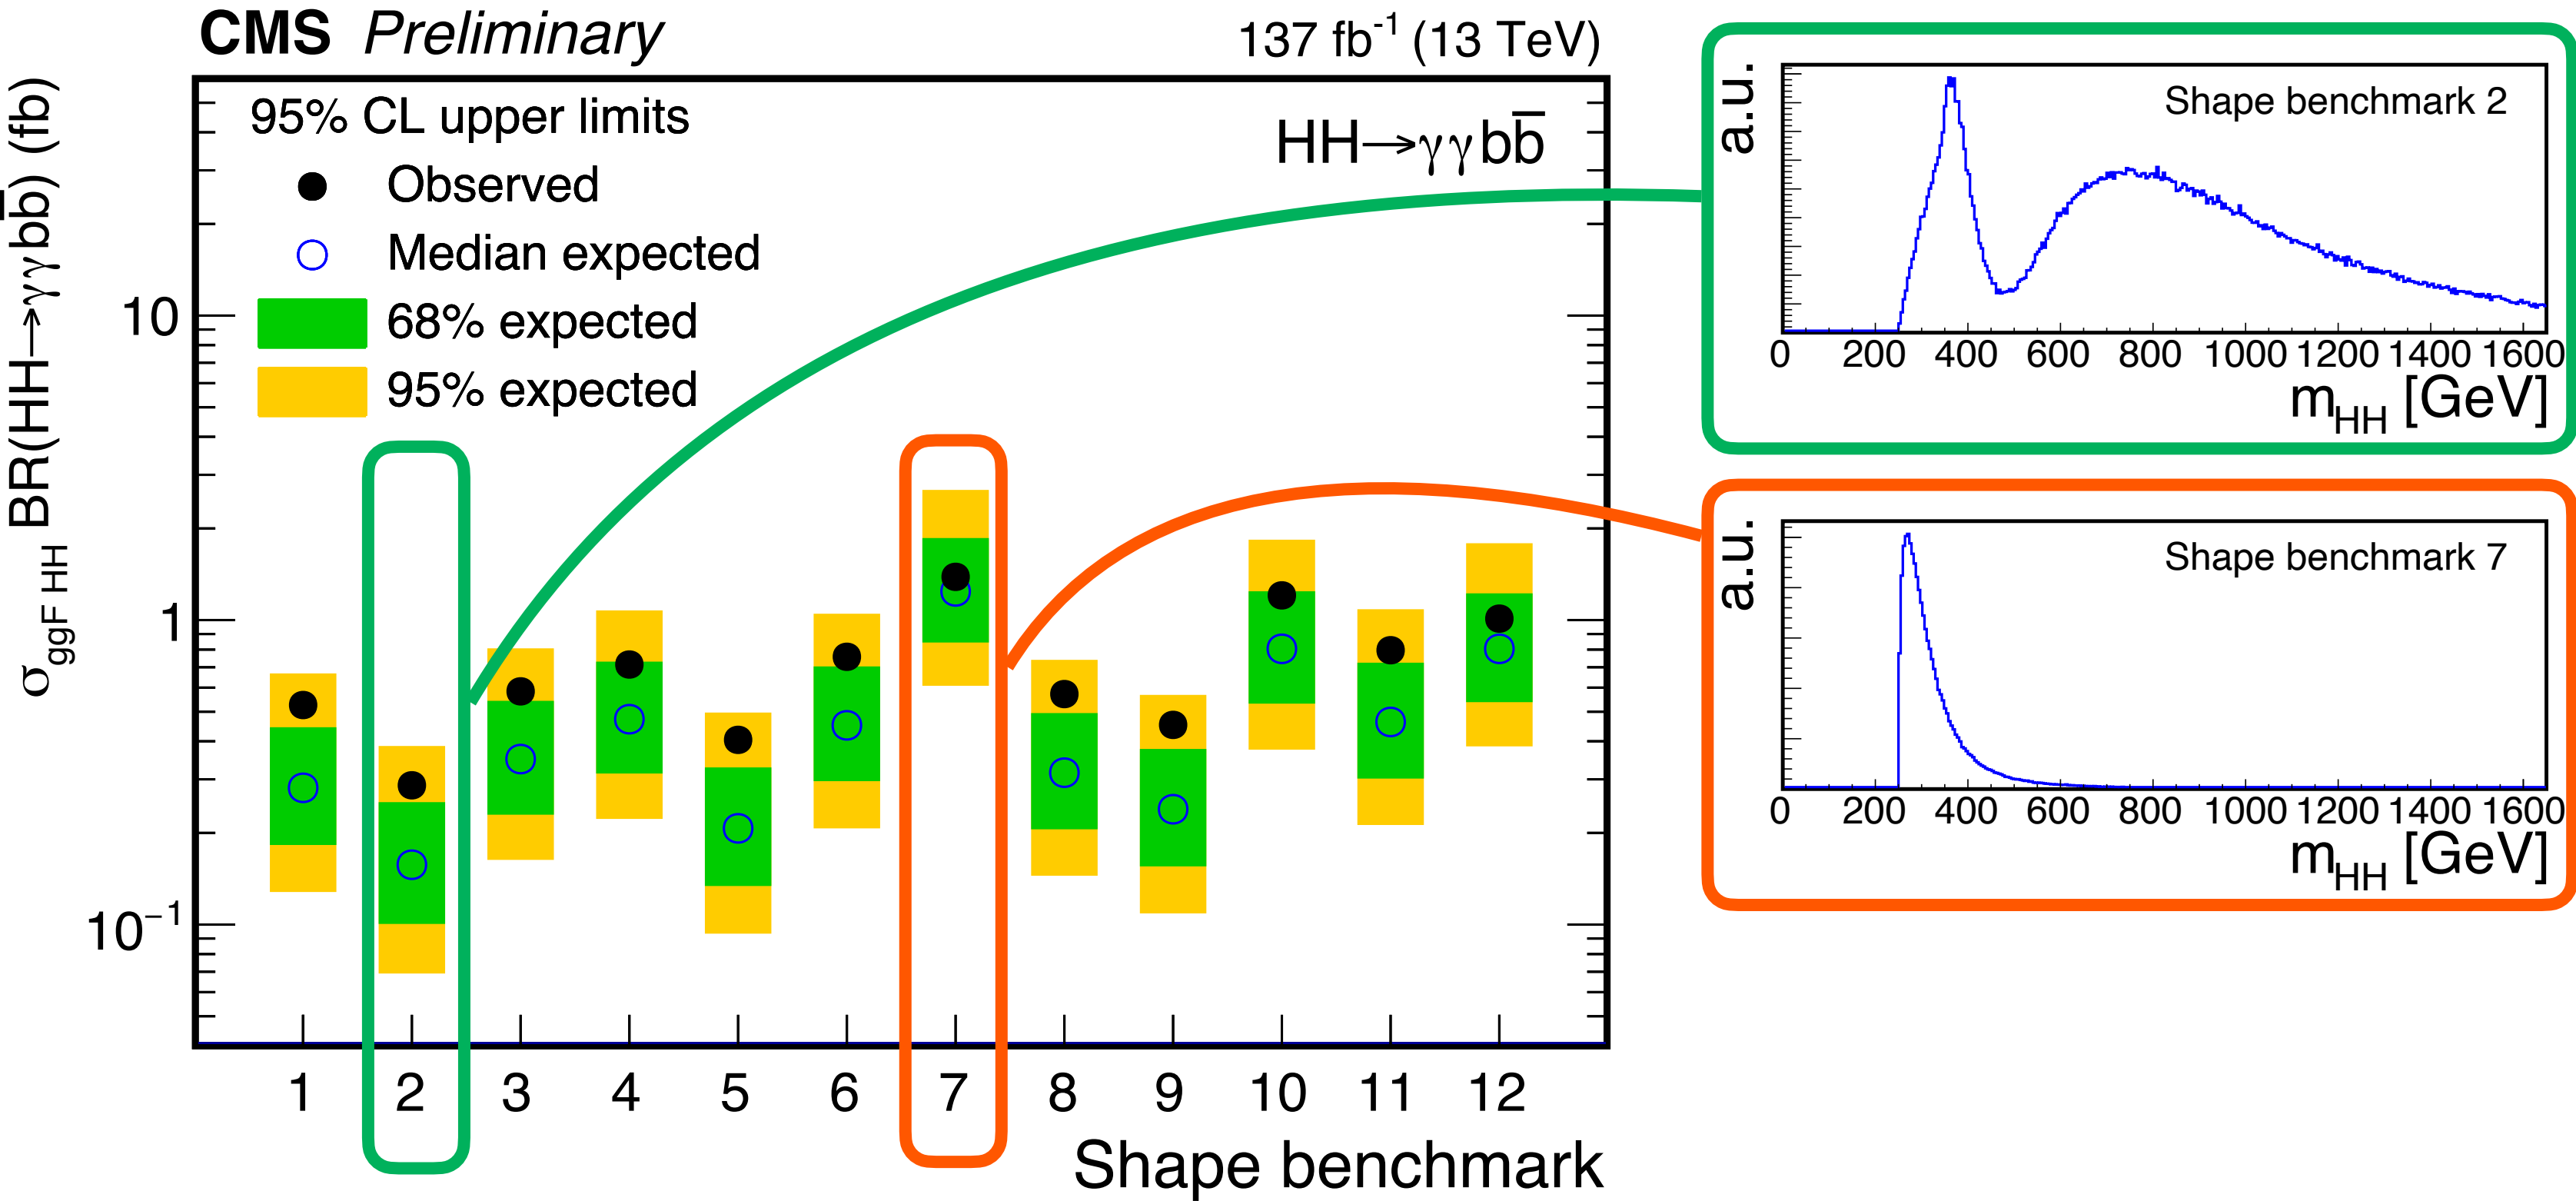 CMS Preliminary
137 fb⁻¹ (13 TeV)
σ_ggF HH BR(HH→γγbb̅) (fb)
95% CL upper limits
HH→γγbb̅
Observed
Median expected
68% expected
95% expected
10
1
10⁻¹
1 2 3 4 5 6 7 8 9 10 11 12
Shape benchmark
a.u.
Shape benchmark 2
0 200 400 600 800 1000 1200 1400 1600
m_HH [GeV]
a.u.
Shape benchmark 7
0 200 400 600 800 1000 1200 1400 1600
m_HH [GeV]